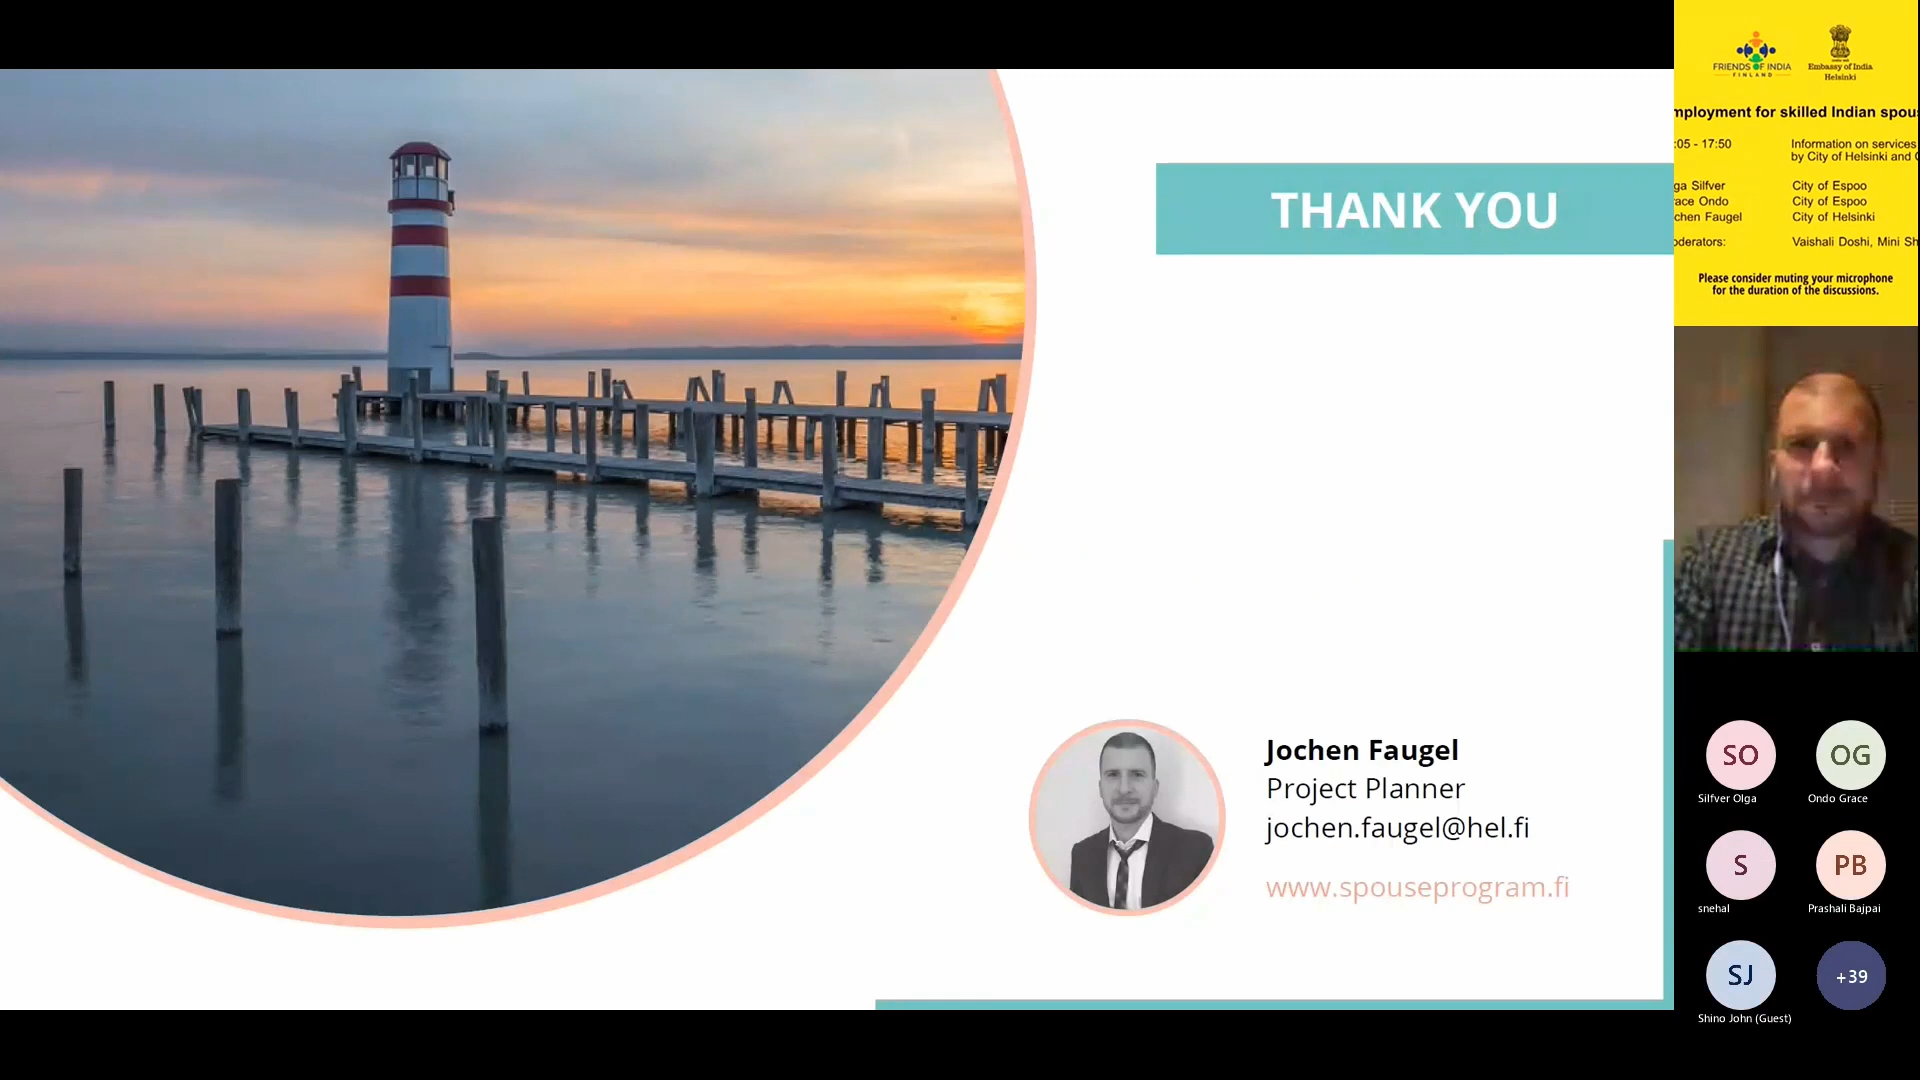 THANK YOU
Jochen Faugel
Project Planner
jochen.faugel@hel.fi
www.spouseprogram.fi
FRIENDS OF INDIA
FINLAND
Embassy of India
Helsinki
mployment for skilled Indian spou
:05 - 17:50
Information on services
by City of Helsinki and
ga Silfver
City of Espoo
race Ondo
City of Espoo
chen Faugel
City of Helsinki
oderators:
Vaishali Doshi, Mini Sh
Please consider muting your microphone
for the duration of the discussions.
SO
Silfver Olga
OG
Ondo Grace
S
snehal
PB
Prashali Bajpai
SJ
Shino John (Guest)
+39